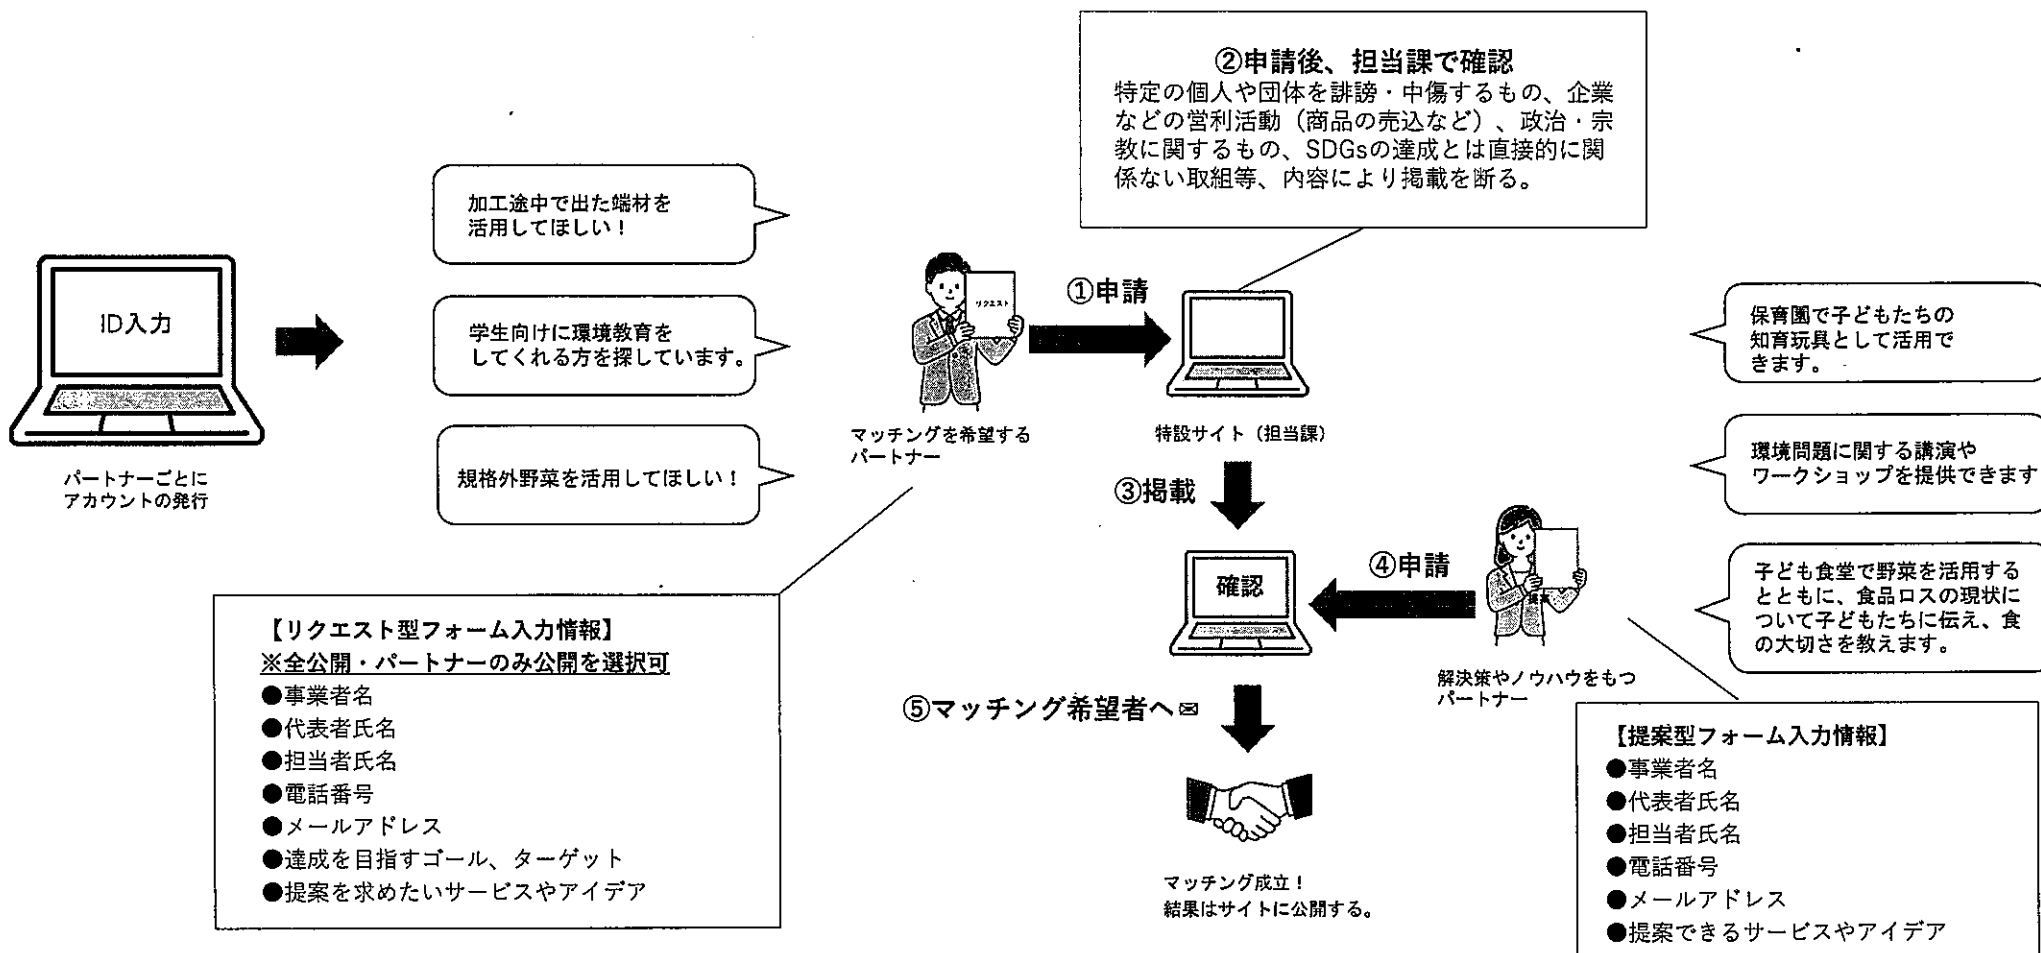 ID入力
パートナーごとに
アカウントの発行
加工途中で出た端材を
活用してほしい！
学生向けに環境教育を
してくれる方を探しています。
規格外野菜を活用してほしい！
リクエスト
マッチングを希望する
パートナー
①申請
②申請後、担当課で確認
特定の個人や団体を誹謗・中傷するもの、企業
などの営利活動（商品の売込など）、政治・宗
教に関するもの、SDGsの達成とは直接的に関
係ない取組等、内容により掲載を断る。
特設サイト（担当課）
③掲載
確認
④申請
提案
解決策やノウハウをもつ
パートナー
保育園で子どもたちの
知育玩具として活用で
きます。
環境問題に関する講演や
ワークショップを提供できます
子ども食堂で野菜を活用する
とともに、食品ロスの現状に
ついて子どもたちに伝え、食
の大切さを教えます。
⑤マッチング希望者へ✉
マッチング成立！
結果はサイトに公開する。
【リクエスト型フォーム入力情報】
※全公開・パートナーのみ公開を選択可
●事業者名
●代表者氏名
●担当者氏名
●電話番号
●メールアドレス
●達成を目指すゴール、ターゲット
●提案を求めたいサービスやアイデア
【提案型フォーム入力情報】
●事業者名
●代表者氏名
●担当者氏名
●電話番号
●メールアドレス
●提案できるサービスやアイデア